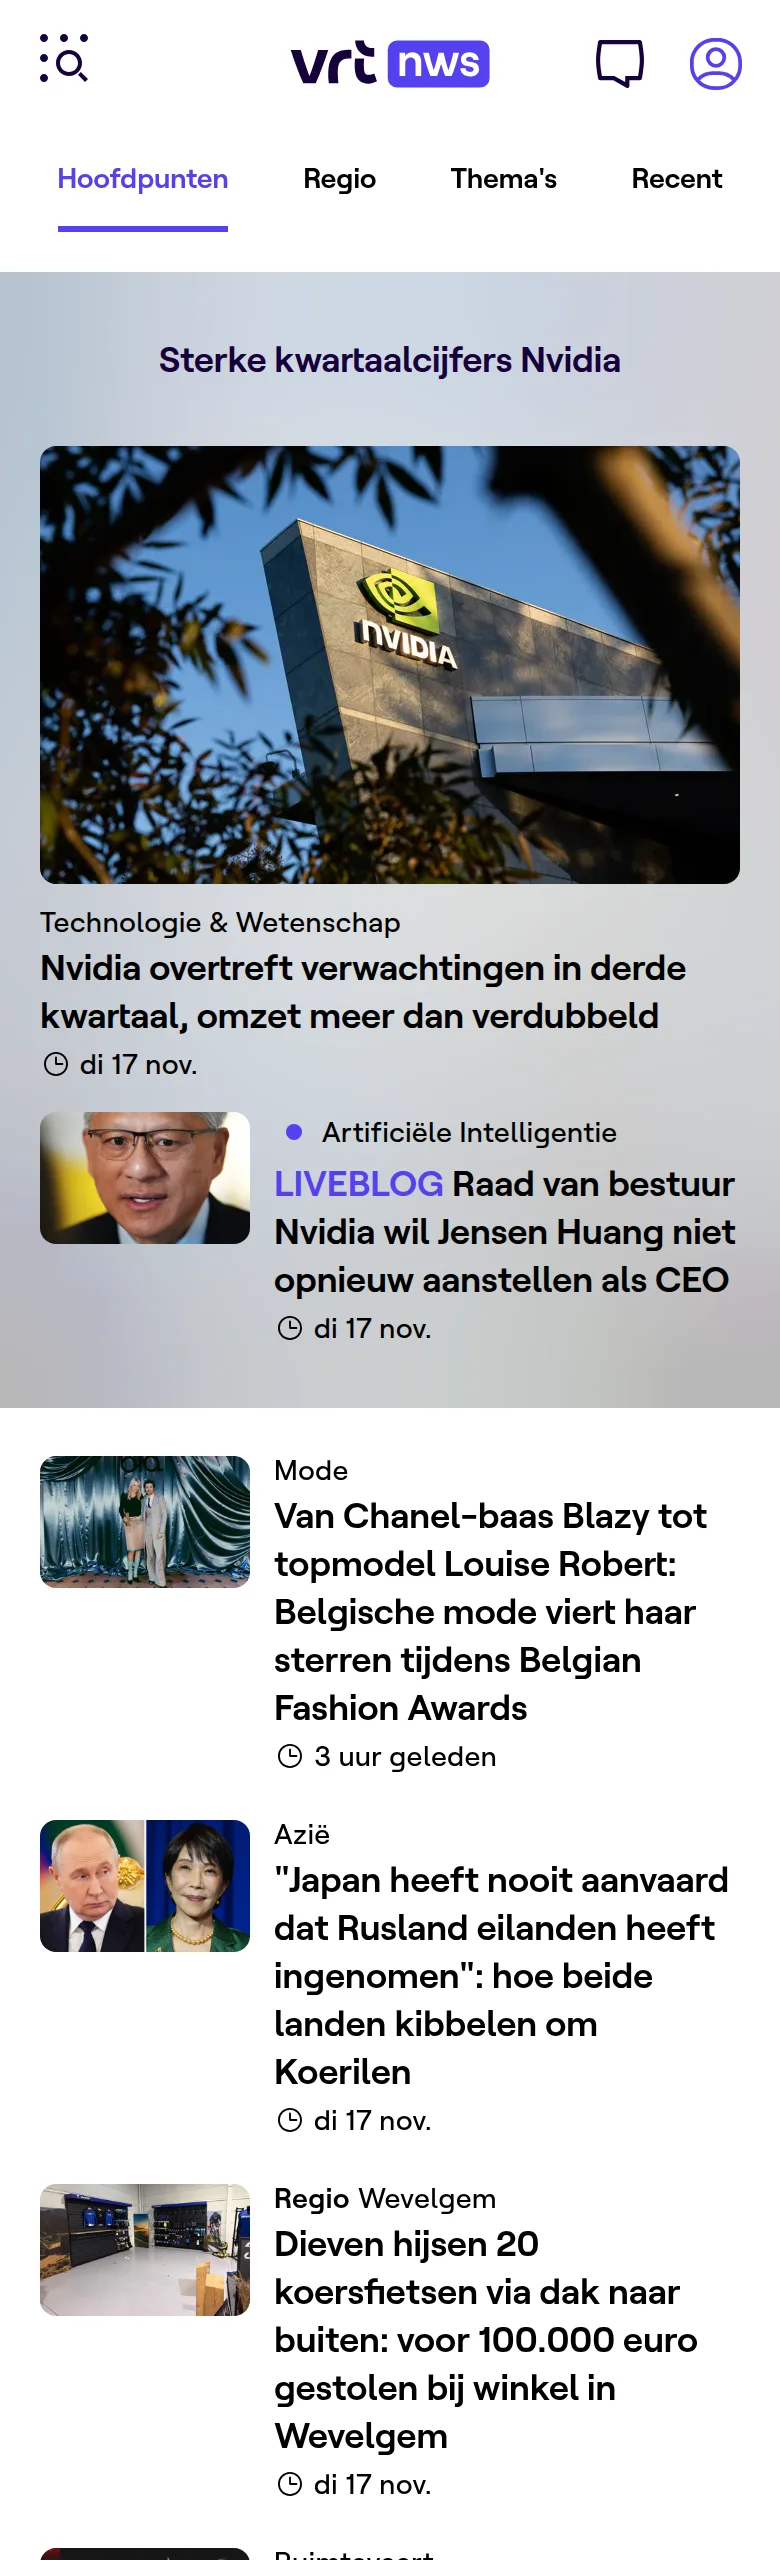 vrt nws
Hoofdpunten
Regio
Thema's
Recent
Sterke kwartaalcijfers Nvidia
NVIDIA
Technologie & Wetenschap
Nvidia overtreft verwachtingen in derde
kwartaal, omzet meer dan verdubbeld
di 17 nov.
Artificiële Intelligentie
LIVEBLOG Raad van bestuur
Nvidia wil Jensen Huang niet
opnieuw aanstellen als CEO
di 17 nov.
Mode
Van Chanel-baas Blazy tot
topmodel Louise Robert:
Belgische mode viert haar
sterren tijdens Belgian
Fashion Awards
3 uur geleden
Azië
"Japan heeft nooit aanvaard
dat Rusland eilanden heeft
ingenomen": hoe beide
landen kibbelen om
Koerilen
di 17 nov.
Regio Wevelgem
Dieven hijsen 20
koersfietsen via dak naar
buiten: voor 100.000 euro
gestolen bij winkel in
Wevelgem
di 17 nov.
Ruimtevaart